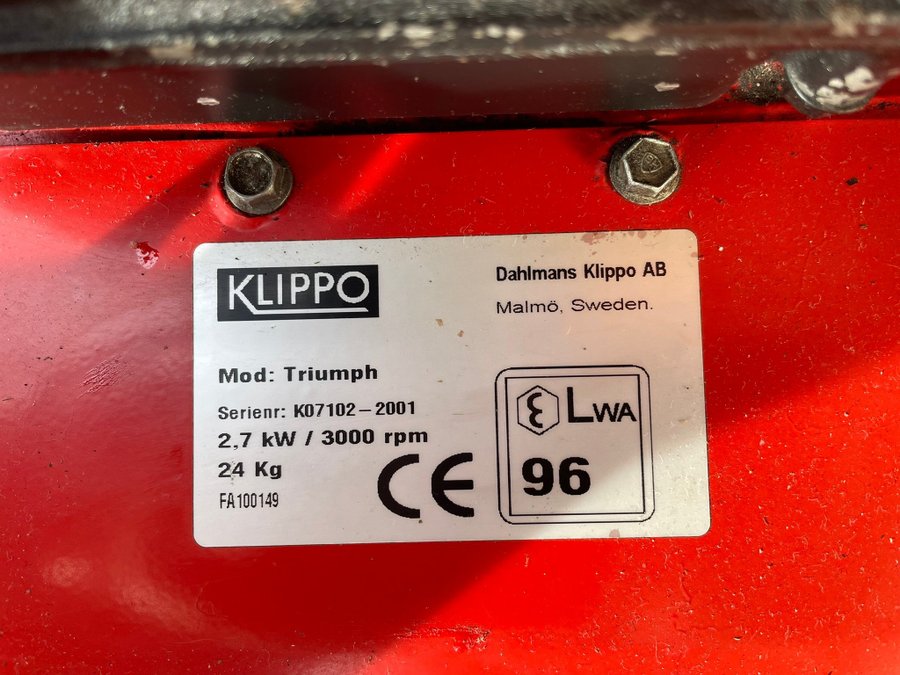 KLIPPO
Dahlmans Klippo AB
Malmö, Sweden.
Mod: Triumph
Serienr: K07102-2001
2,7 kW / 3000 rpm
24 Kg
FA100149
CE
ε LWA
96